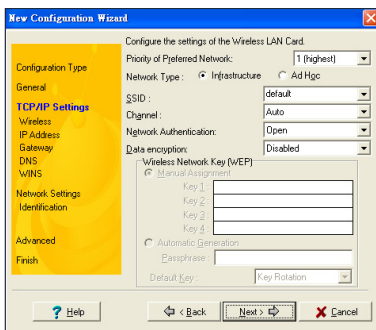 New Configuration Wizard
Configure the settings of the Wireless LAN Card.
Priority of Preferred Network: 1 (highest)
Network Type : Infrastructure Ad Hoc
SSID : default
Channel : Auto
Network Authentication: Open
Data encryption: Disabled
Wireless Network Key (WEP)
Manual Assignment
Key 1 :
Key 2 :
Key 3
Key 4 :
Automatic Generation
Passphrase :
Default Key : Key Rotation
Configuration Type
General
TCP/IP Settings
Wireless
IP Address
Gateway
DNS
WINS
Network Settings
Identification
Advanced
Finish
? Help
< Back
Next >
Cancel